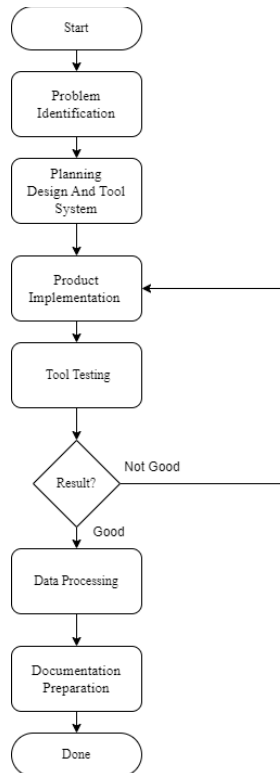 Start
Problem
Identification
Planning
Design And Tool
System
Product
Implementation
Tool Testing
Result?
Not Good
Good
Data Processing
Documentation
Preparation
Done